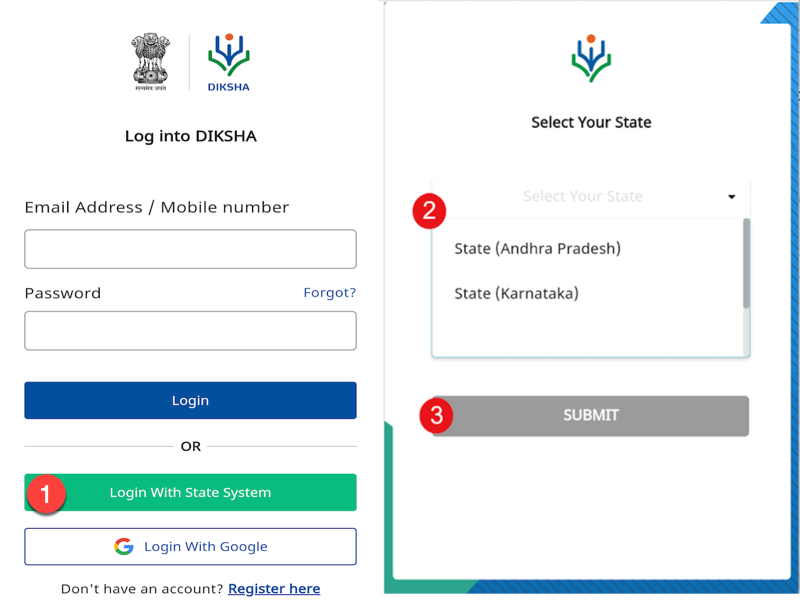 सत्यमेव जयते
DIKSHA
Log into DIKSHA
Email Address / Mobile number
Password Forgot?
Login
OR
1 Login With State System
Login With Google
Don't have an account? Register here
Select Your State
Select Your State
2
State (Andhra Pradesh)
State (Karnataka)
3 SUBMIT